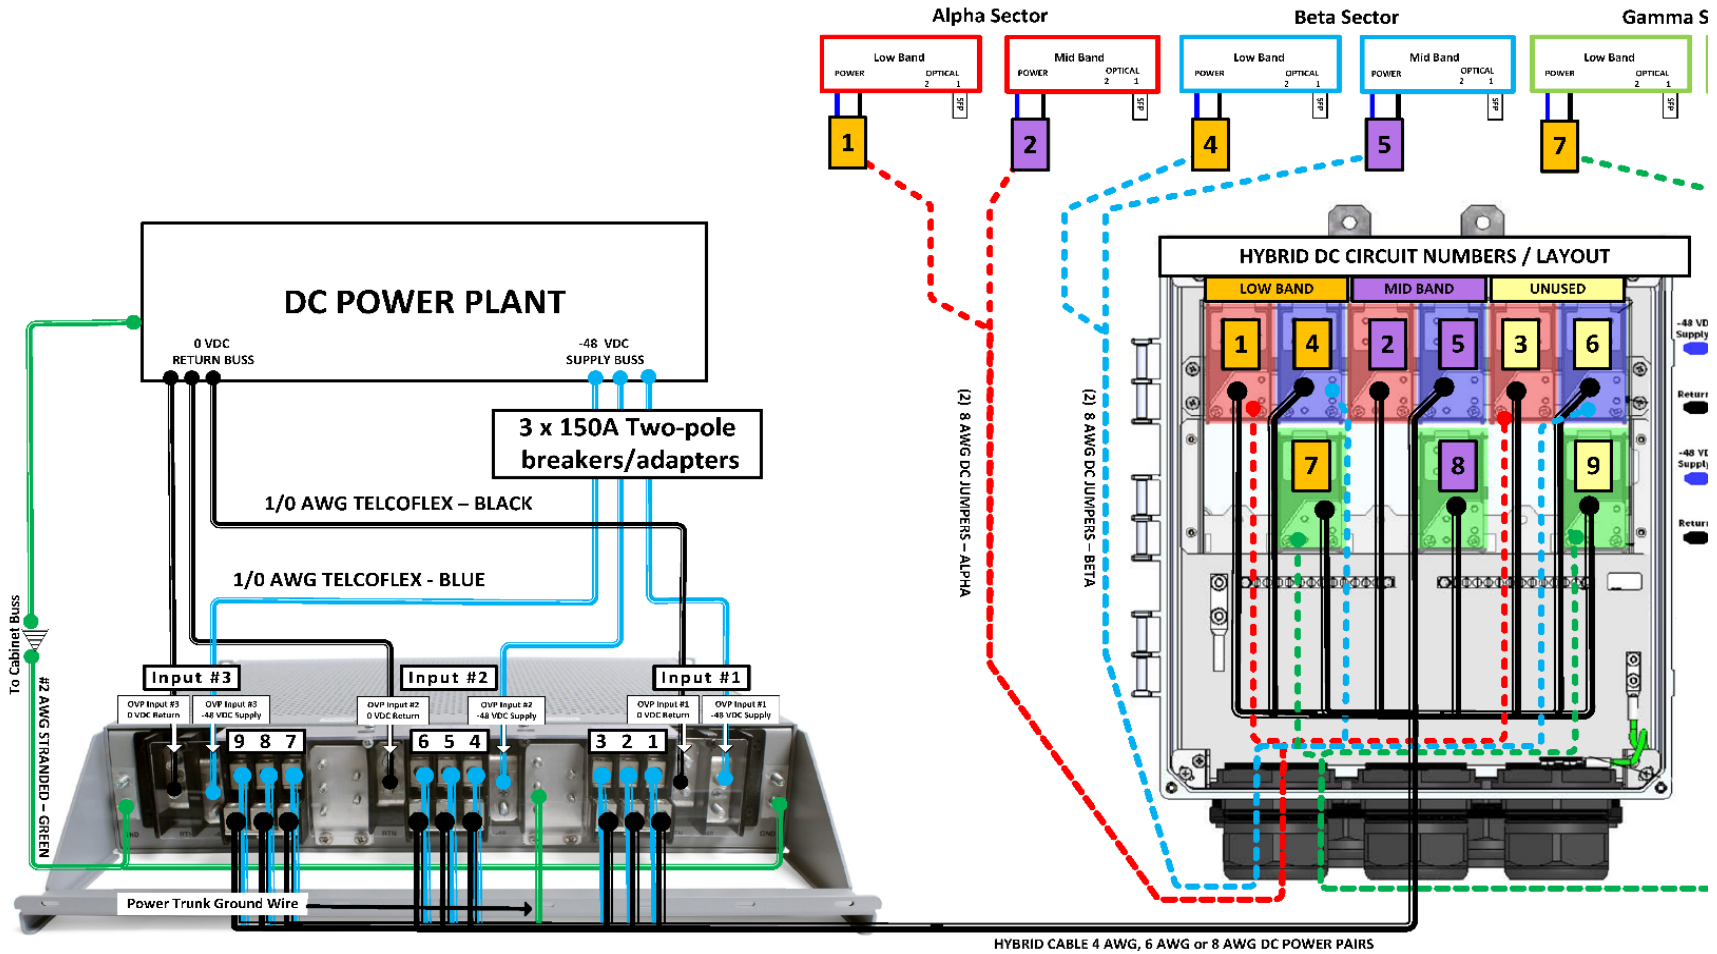 Alpha Sector
Beta Sector
Gamma S
Low Band
POWER
OPTICAL
2 1
SFP
Mid Band
POWER
OPTICAL
2 1
SFP
Low Band
POWER
OPTICAL
2 1
SFP
Mid Band
POWER
OPTICAL
2 1
SFP
Low Band
POWER
OPTICAL
2 1
SFP
1
2
4
5
7
DC POWER PLANT
0 VDC
RETURN BUSS
-48 VDC
SUPPLY BUSS
3 x 150A Two-pole
breakers/adapters
1/0 AWG TELCOFLEX – BLACK
1/0 AWG TELCOFLEX - BLUE
To Cabinet Buss
#2 AWG STRANDED – GREEN
Input #3
Input #2
Input #1
OVP Input #3
0 VDC Return
OVP Input #3
-48 VDC Supply
OVP Input #2
0 VDC Return
OVP Input #2
-48 VDC Supply
OVP Input #1
0 VDC Return
OVP Input #1
-48 VDC Supply
9 8 7
6 5 4
3 2 1
GND
RTN
RTN
-48
GND
Power Trunk Ground Wire
(2) 8 AWG DC JUMPERS – ALPHA
(2) 8 AWG DC JUMPERS – BETA
HYBRID DC CIRCUIT NUMBERS / LAYOUT
LOW BAND
MID BAND
UNUSED
1
4
2
5
3
6
7
8
9
-48 VD
Supply
Return
-48 VD
Supply
Return
HYBRID CABLE 4 AWG, 6 AWG or 8 AWG DC POWER PAIRS